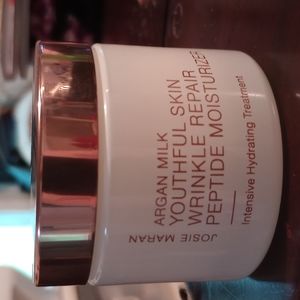 JOSIE MARAN
ARGAN MILK
YOUTHFUL SKIN
WRINKLE REPAIR
PEPTIDE MOISTURIZER
Intensive Hydrating Treatment